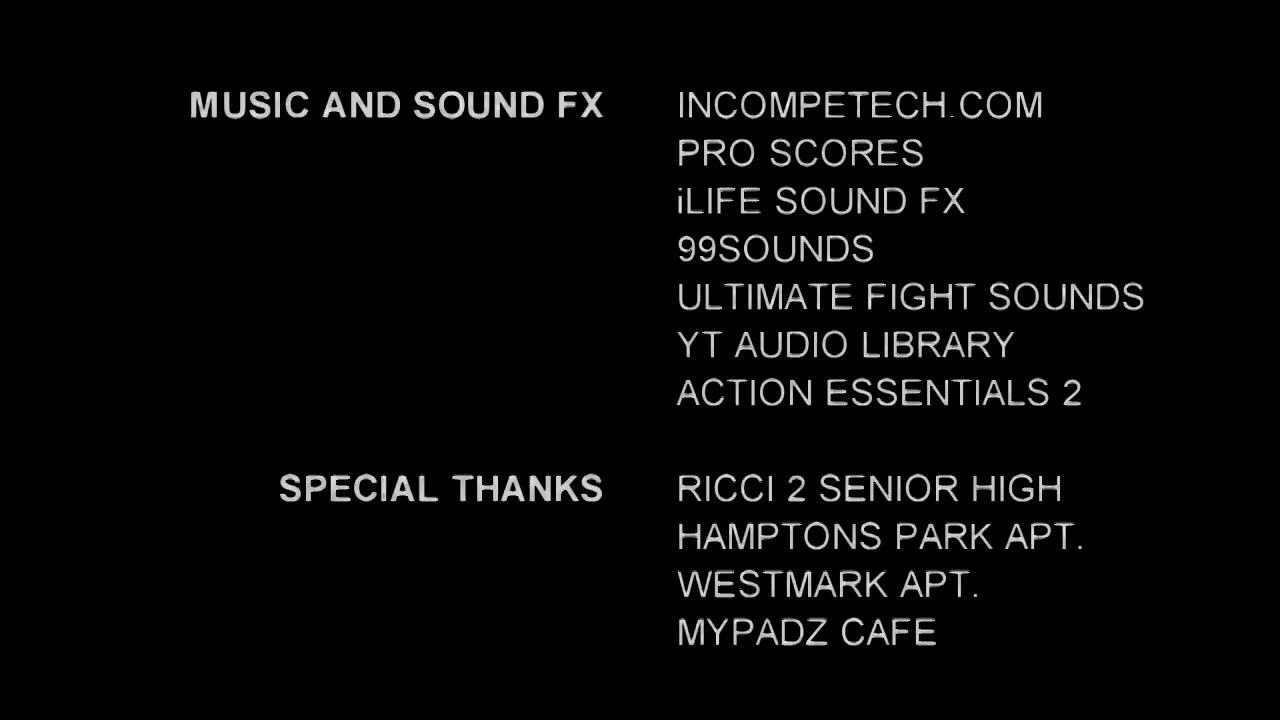 MUSIC AND SOUND FX INCOMPETECH.COM
PRO SCORES
iLIFE SOUND FX
99SOUNDS
ULTIMATE FIGHT SOUNDS
YT AUDIO LIBRARY
ACTION ESSENTIALS 2
SPECIAL THANKS RICCI 2 SENIOR HIGH
HAMPTONS PARK APT.
WESTMARK APT.
MYPADZ CAFE